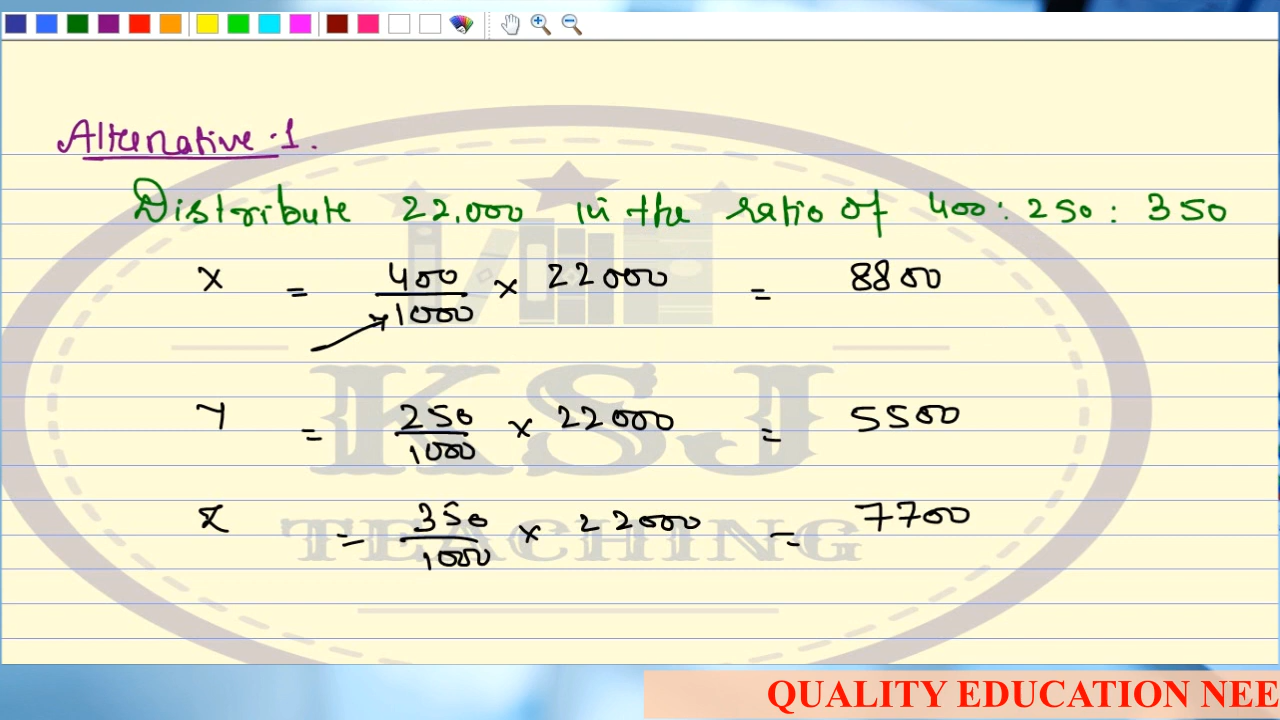 Alternative .1.
Distribute 22,000 in the ratio of 400 : 250 : 350
X = 400/1000 × 22000 = 8800
Y = 250/1000 × 22000 = 5500
Z = 350/1000 × 22000 = 7700
KSJ
TEACHING
QUALITY EDUCATION NEE